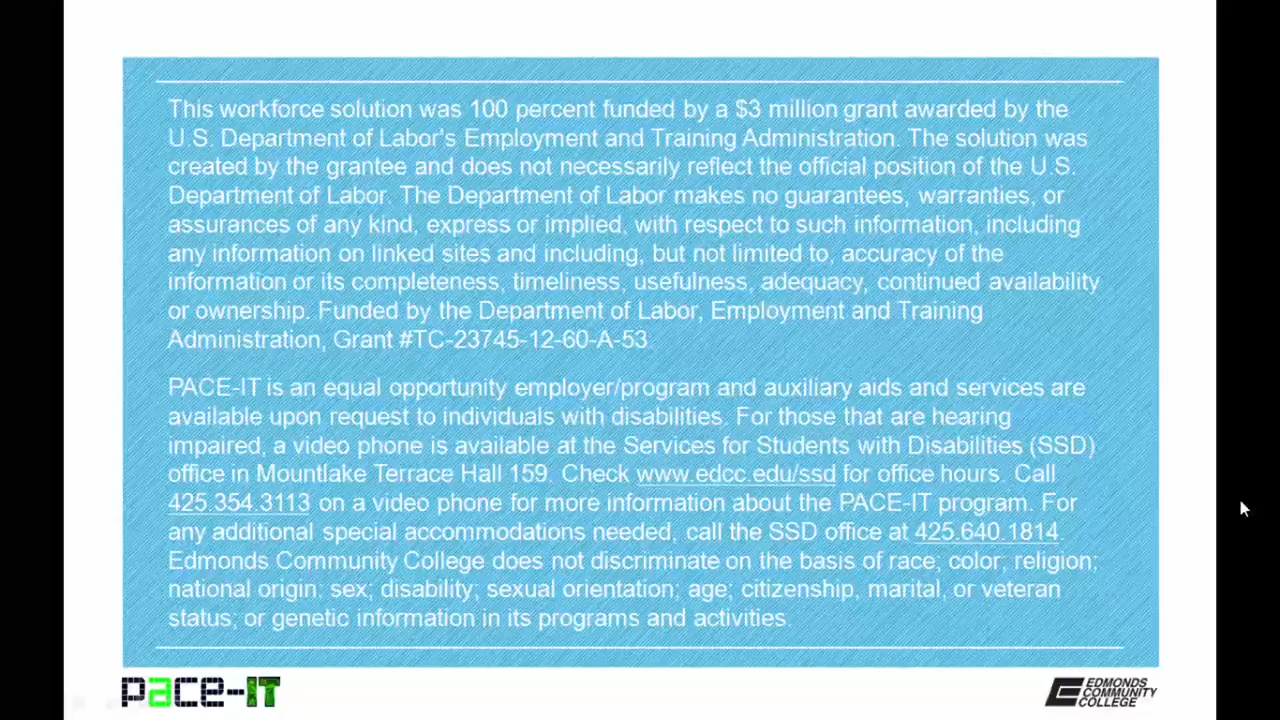 This workforce solution was 100 percent funded by a $3 million grant awarded by the
U.S. Department of Labor's Employment and Training Administration. The solution was
created by the grantee and does not necessarily reflect the official position of the U.S.
Department of Labor. The Department of Labor makes no guarantees, warranties, or
assurances of any kind, express or implied, with respect to such information, including
any information on linked sites and including, but not limited to, accuracy of the
information or its completeness, timeliness, usefulness, adequacy, continued availability
or ownership. Funded by the Department of Labor, Employment and Training
Administration, Grant #TC-23745-12-60-A-53.
PACE-IT is an equal opportunity employer/program and auxiliary aids and services are
available upon request to individuals with disabilities. For those that are hearing
impaired, a video phone is available at the Services for Students with Disabilities (SSD)
office in Mountlake Terrace Hall 159. Check www.edcc.edu/ssd for office hours. Call
425.354.3113 on a video phone for more information about the PACE-IT program. For
any additional special accommodations needed, call the SSD office at 425.640.1814.
Edmonds Community College does not discriminate on the basis of race; color; religion;
national origin; sex; disability; sexual orientation; age; citizenship, marital, or veteran
status; or genetic information in its programs and activities.
pace-IT
EDMONDS
COMMUNITY
COLLEGE